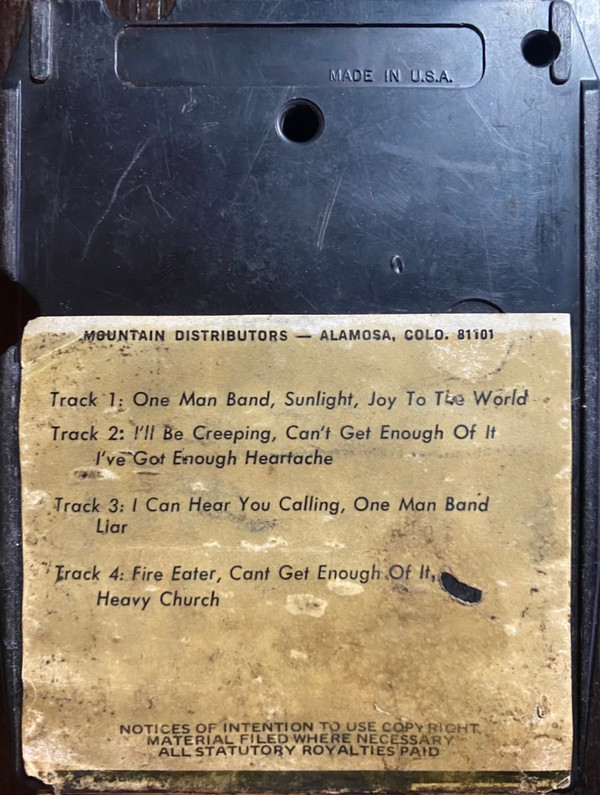 MADE IN U.S.A.
MOUNTAIN DISTRIBUTORS — ALAMOSA, COLO. 81101
Track 1: One Man Band, Sunlight, Joy To The World
Track 2: I'll Be Creeping, Can't Get Enough Of It
I've Got Enough Heartache
Track 3: I Can Hear You Calling, One Man Band
Liar
Track 4: Fire Eater, Cant Get Enough Of It,
Heavy Church
NOTICES OF INTENTION TO USE COPYRIGHT
MATERIAL FILED WHERE NECESSARY
ALL STATUTORY ROYALTIES PAID